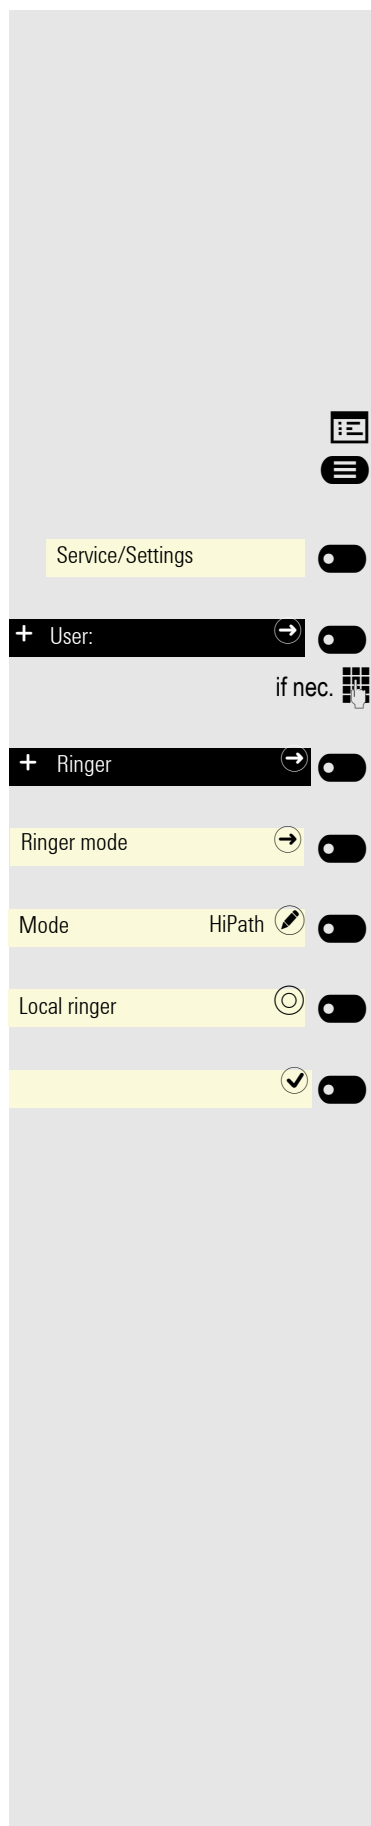 Service/Settings
+ User:
if nec.
+ Ringer
Ringer mode
Mode HiPath
Local ringer